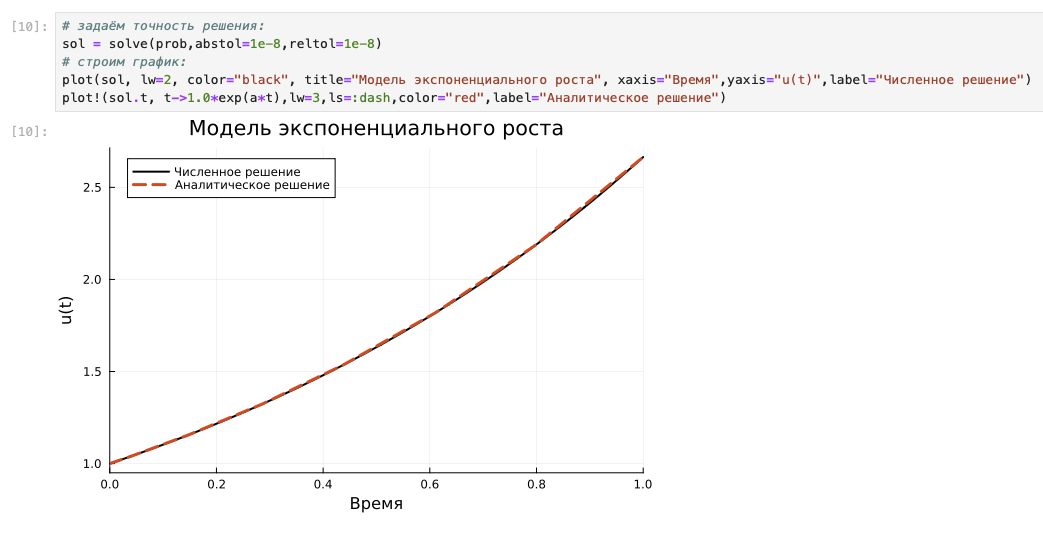 [10]:
# задаём точность решения:
sol = solve(prob,abstol=1e-8,reltol=1e-8)
# строим график:
plot(sol, lw=2, color="black", title="Модель экспоненциального роста", xaxis="Время",yaxis="u(t)",label="Численное решение")
plot!(sol.t, t->1.0*exp(a*t),lw=3,ls=:dash,color="red",label="Аналитическое решение")
[10]:
Модель экспоненциального роста
Численное решение
Аналитическое решение
2.5
2.0
1.5
1.0
u(t)
0.0 0.2 0.4 0.6 0.8 1.0
Время